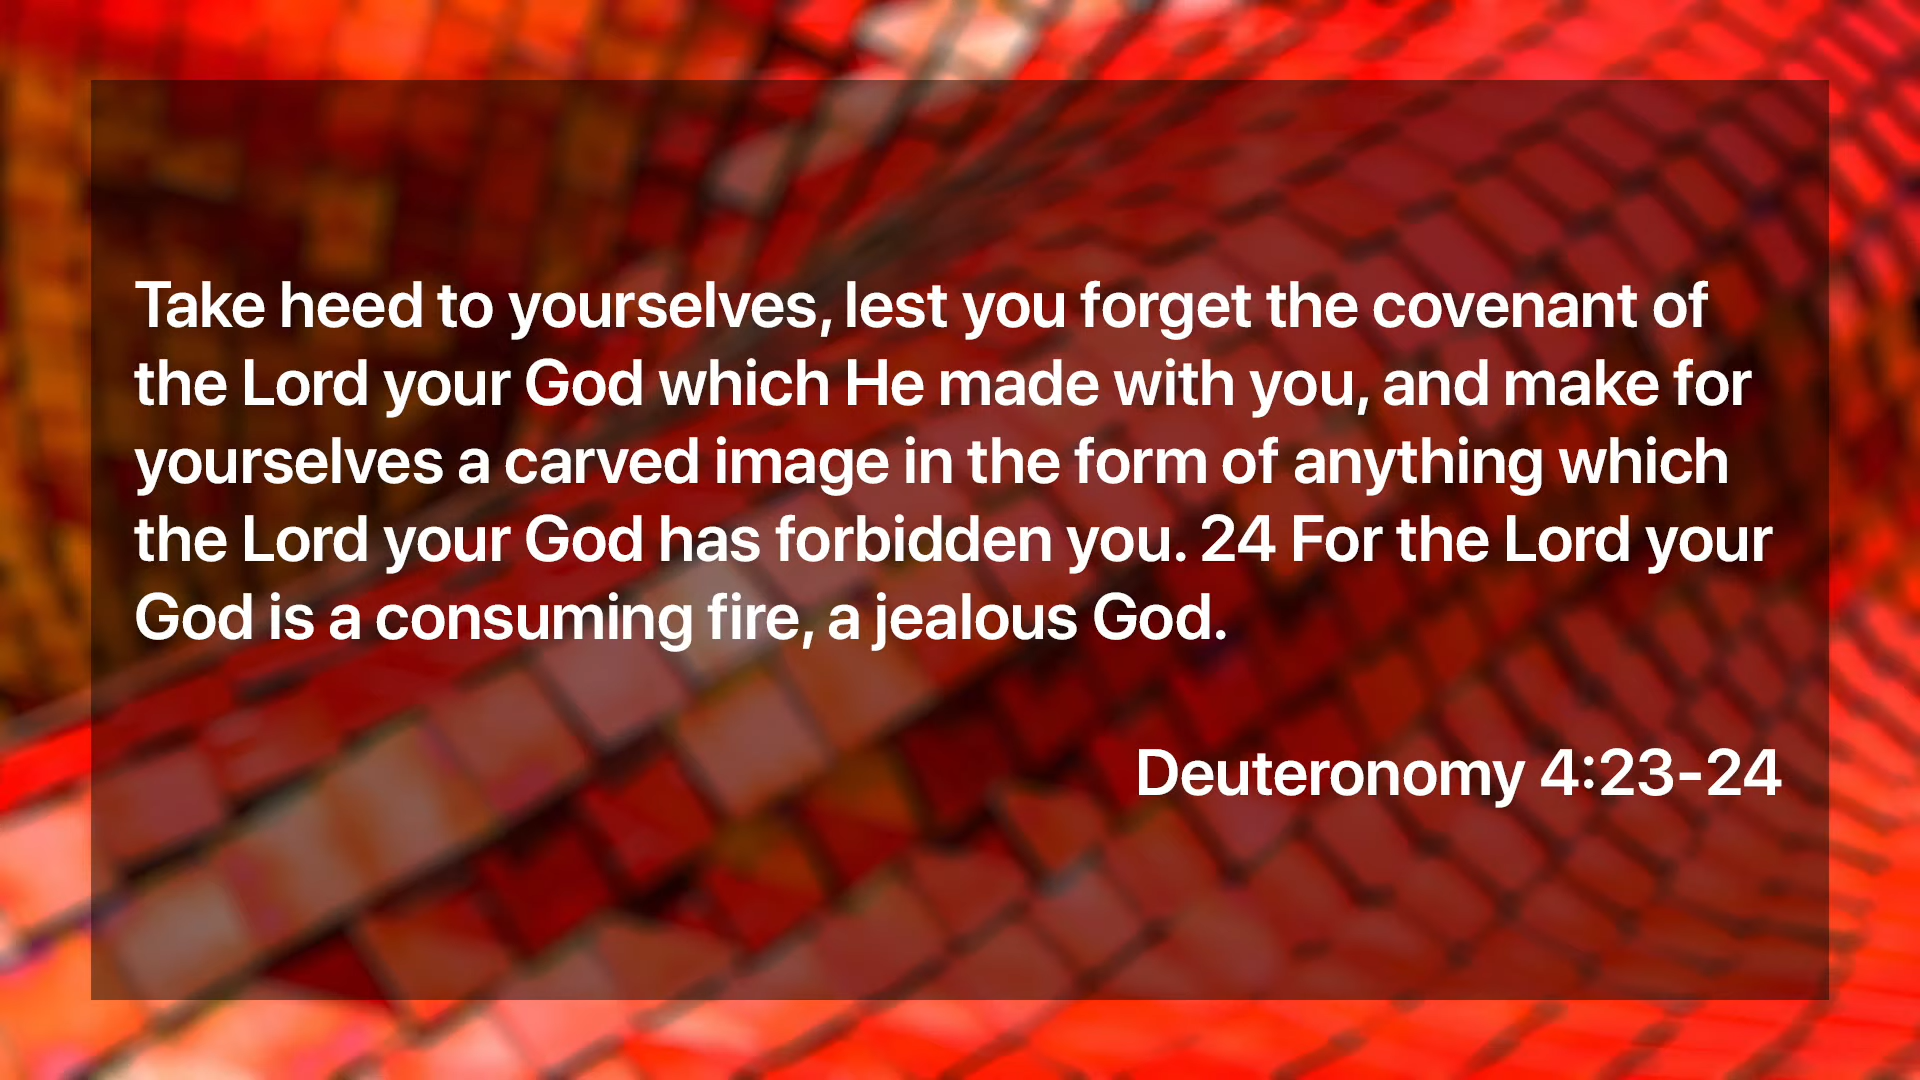 Take heed to yourselves, lest you forget the covenant of
the Lord your God which He made with you, and make for
yourselves a carved image in the form of anything which
the Lord your God has forbidden you. 24 For the Lord your
God is a consuming fire, a jealous God.
Deuteronomy 4:23-24